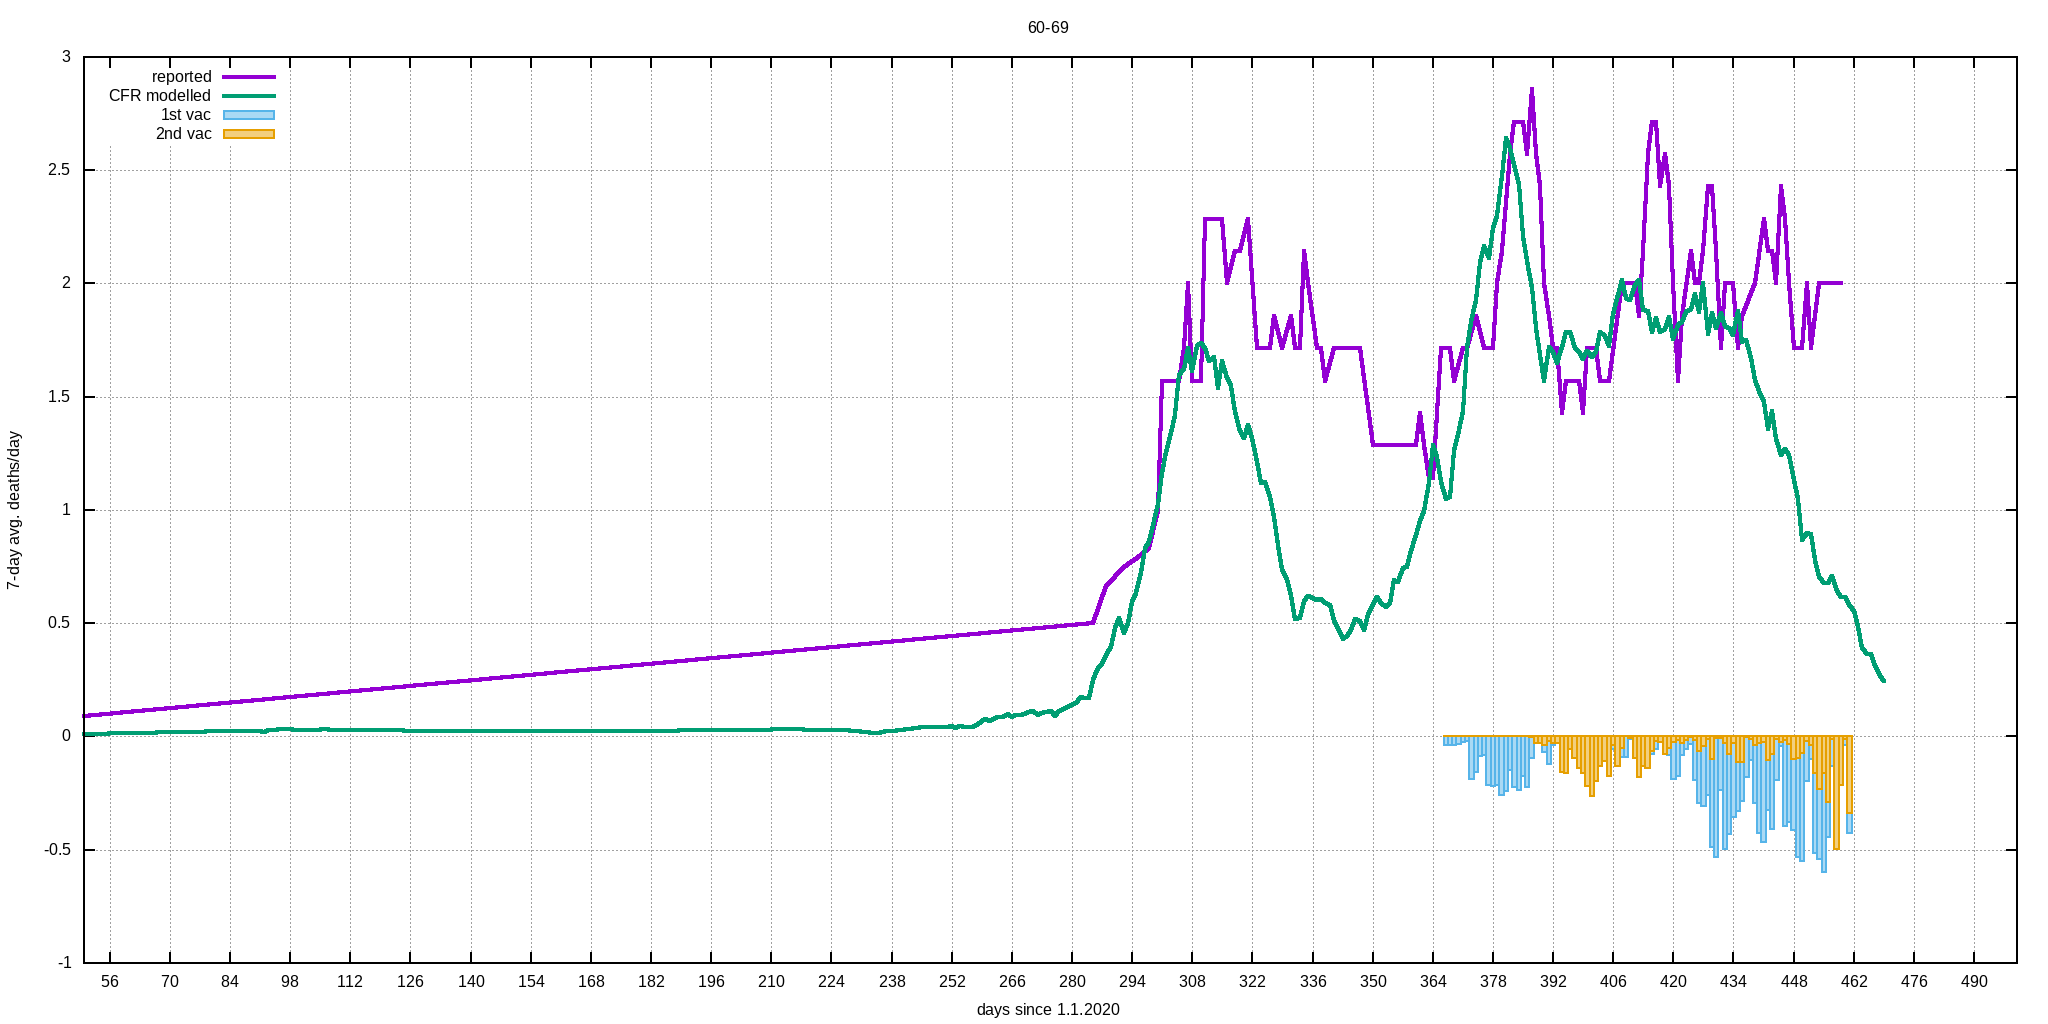 60-69
reported
CFR modelled
1st vac
2nd vac
3
2.5
2
1.5
1
0.5
0
-0.5
-1
7-day avg. deaths/day
56 70 84 98 112 126 140 154 168 182 196 210 224 238 252 266 280 294 308 322 336 350 364 378 392 406 420 434 448 462 476 490
days since 1.1.2020